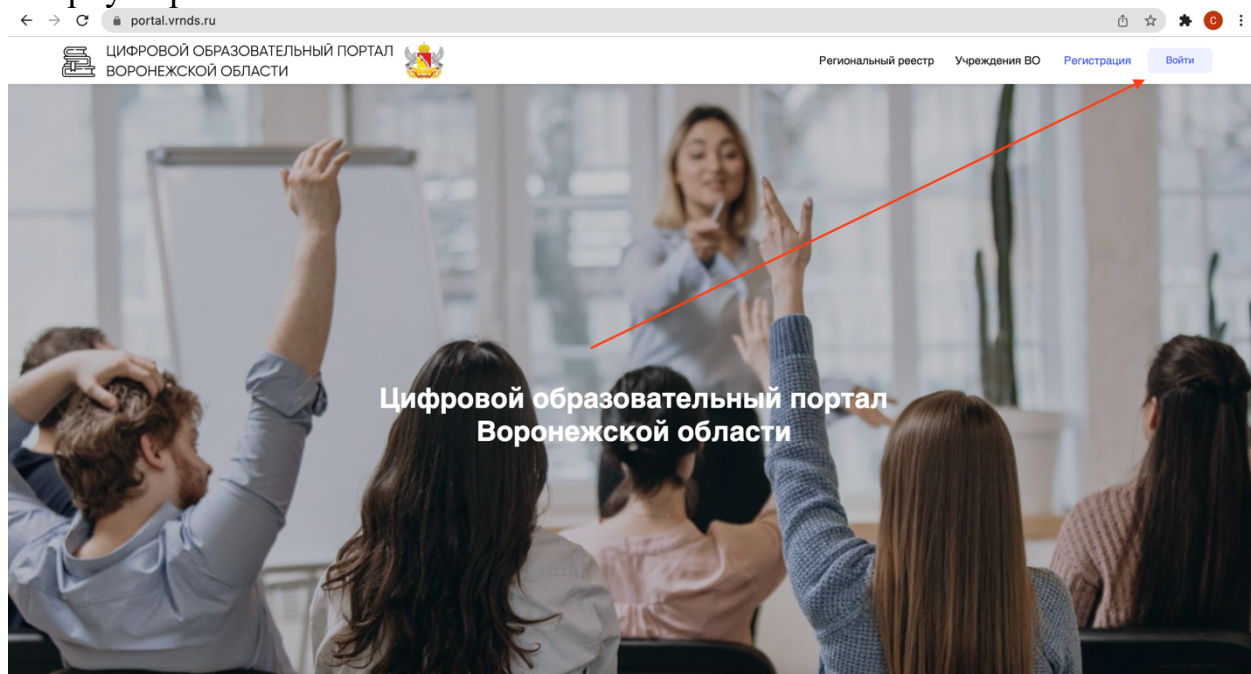 portal.vrnds.ru
С
ЦИФРОВОЙ ОБРАЗОВАТЕЛЬНЫЙ ПОРТАЛ
ВОРОНЕЖСКОЙ ОБЛАСТИ
Региональный реестр Учреждения ВО Регистрация Войти
Цифровой образовательный портал
Воронежской области